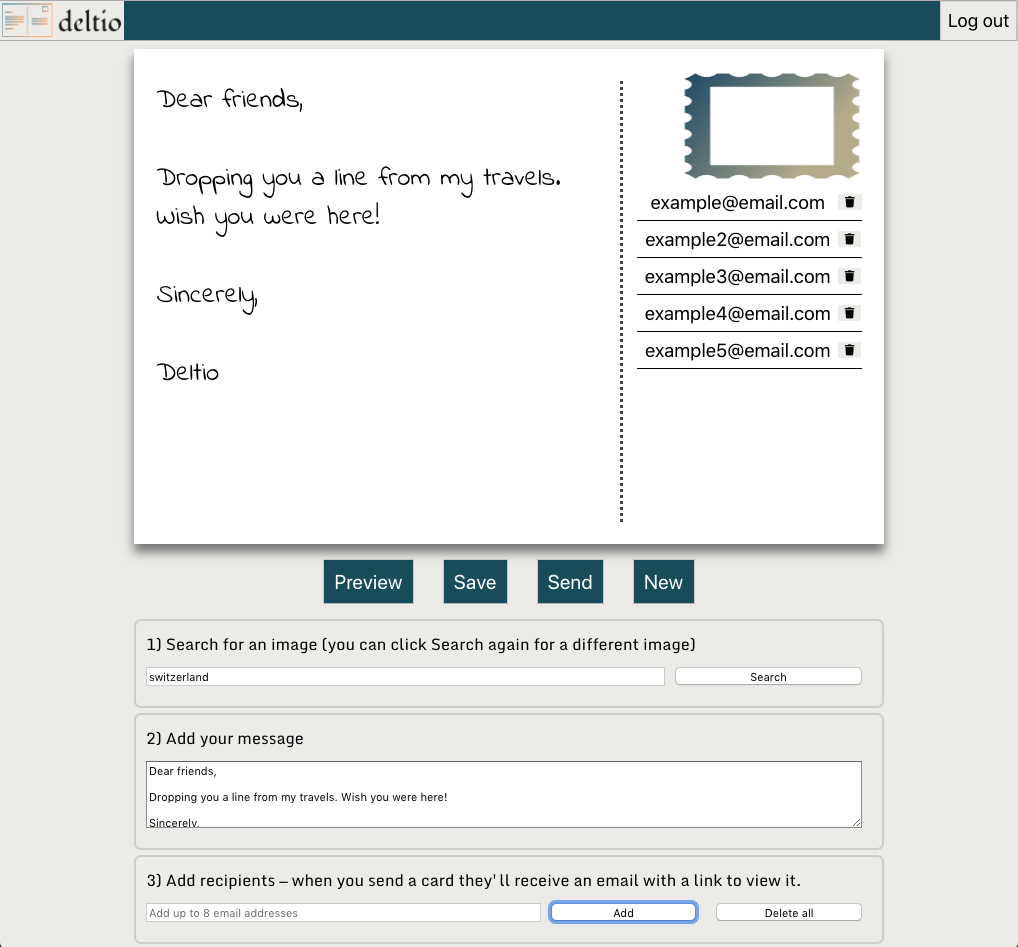 deltio
Log out
Dear friends,
Dropping you a line from my travels.
Wish you were here!
Sincerely,
Deltio
example@email.com
example2@email.com
example3@email.com
example4@email.com
example5@email.com
Preview
Save
Send
New
1) Search for an image (you can click Search again for a different image)
switzerland
Search
2) Add your message
Dear friends,
Dropping you a line from my travels. Wish you were here!
Sincerely,
3) Add recipients – when you send a card they'll receive an email with a link to view it.
Add up to 8 email addresses
Add
Delete all